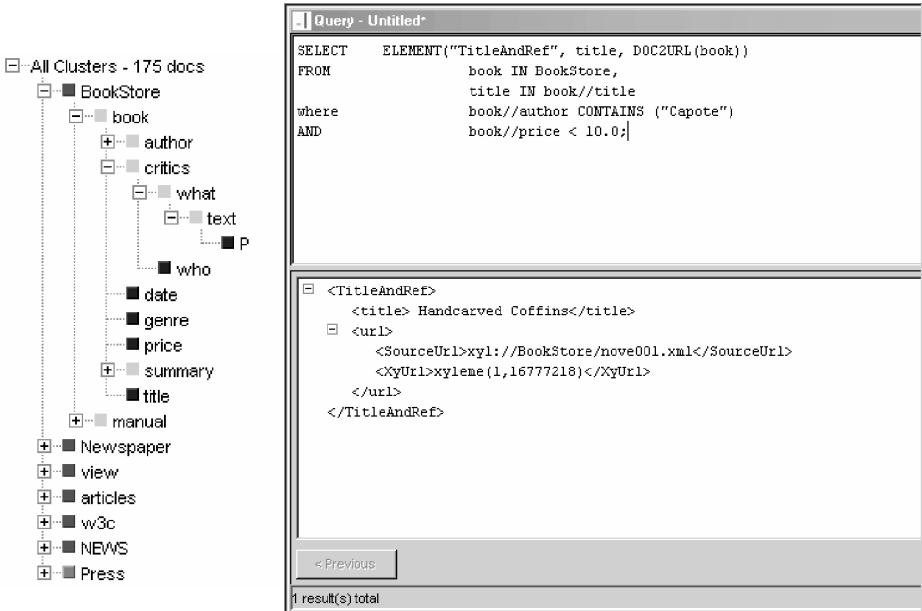 All Clusters - 175 docs
BookStore
book
author
critics
what
text
P
who
date
genre
price
summary
title
manual
Newspaper
view
articles
w3c
NEWS
Press
Query - Untitled*
SELECT ELEMENT("TitleAndRef", title, DOC2URL(book))
FROM book IN BookStore,
title IN book//title
where book//author CONTAINS ("Capote")
AND book//price < 10.0;
<TitleAndRef>
<title> Handcarved Coffins</title>
<url>
<SourceUrl>xyl://BookStore/nove001.xml</SourceUrl>
<XyUrl>xyleme(1,16777218)</XyUrl>
</url>
</TitleAndRef>
< Previous
1 result(s) total